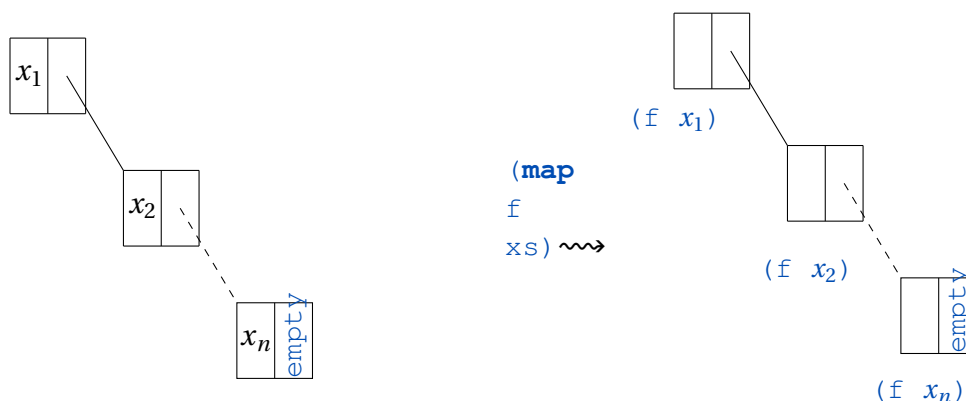 x₁
x₂
xₙ empty
(map
f
xs) ⟿
(f x₁)
(f x₂)
empty
(f xₙ)